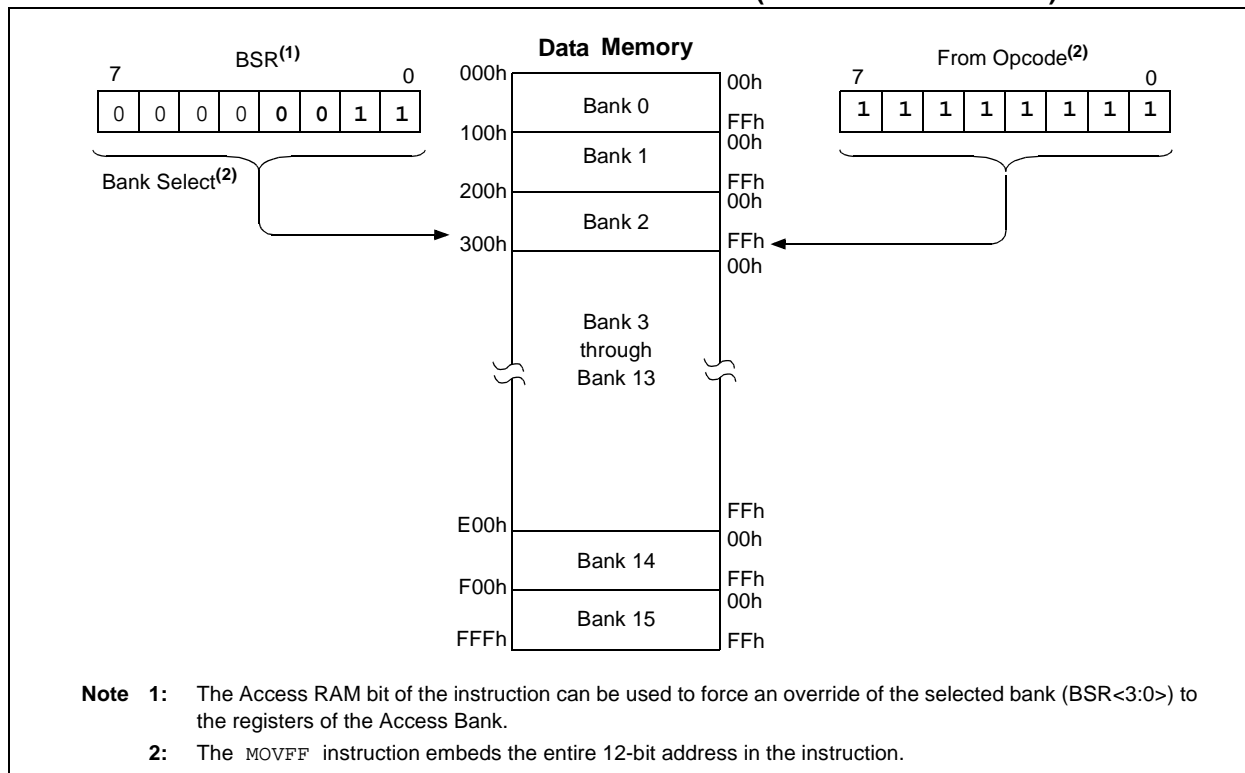 BSR(1)
7 0
0 0 0 0 0 0 1 1
Bank Select(2)
Data Memory
000h
100h
200h
300h
E00h
F00h
FFFh
Bank 0
Bank 1
Bank 2
Bank 3
through
Bank 13
Bank 14
Bank 15
00h
FFh
00h
FFh
00h
FFh
00h
FFh
00h
FFh
00h
FFh
From Opcode(2)
7 0
1 1 1 1 1 1 1 1
Note 1: The Access RAM bit of the instruction can be used to force an override of the selected bank (BSR<3:0>) to
the registers of the Access Bank.
2: The MOVFF instruction embeds the entire 12-bit address in the instruction.